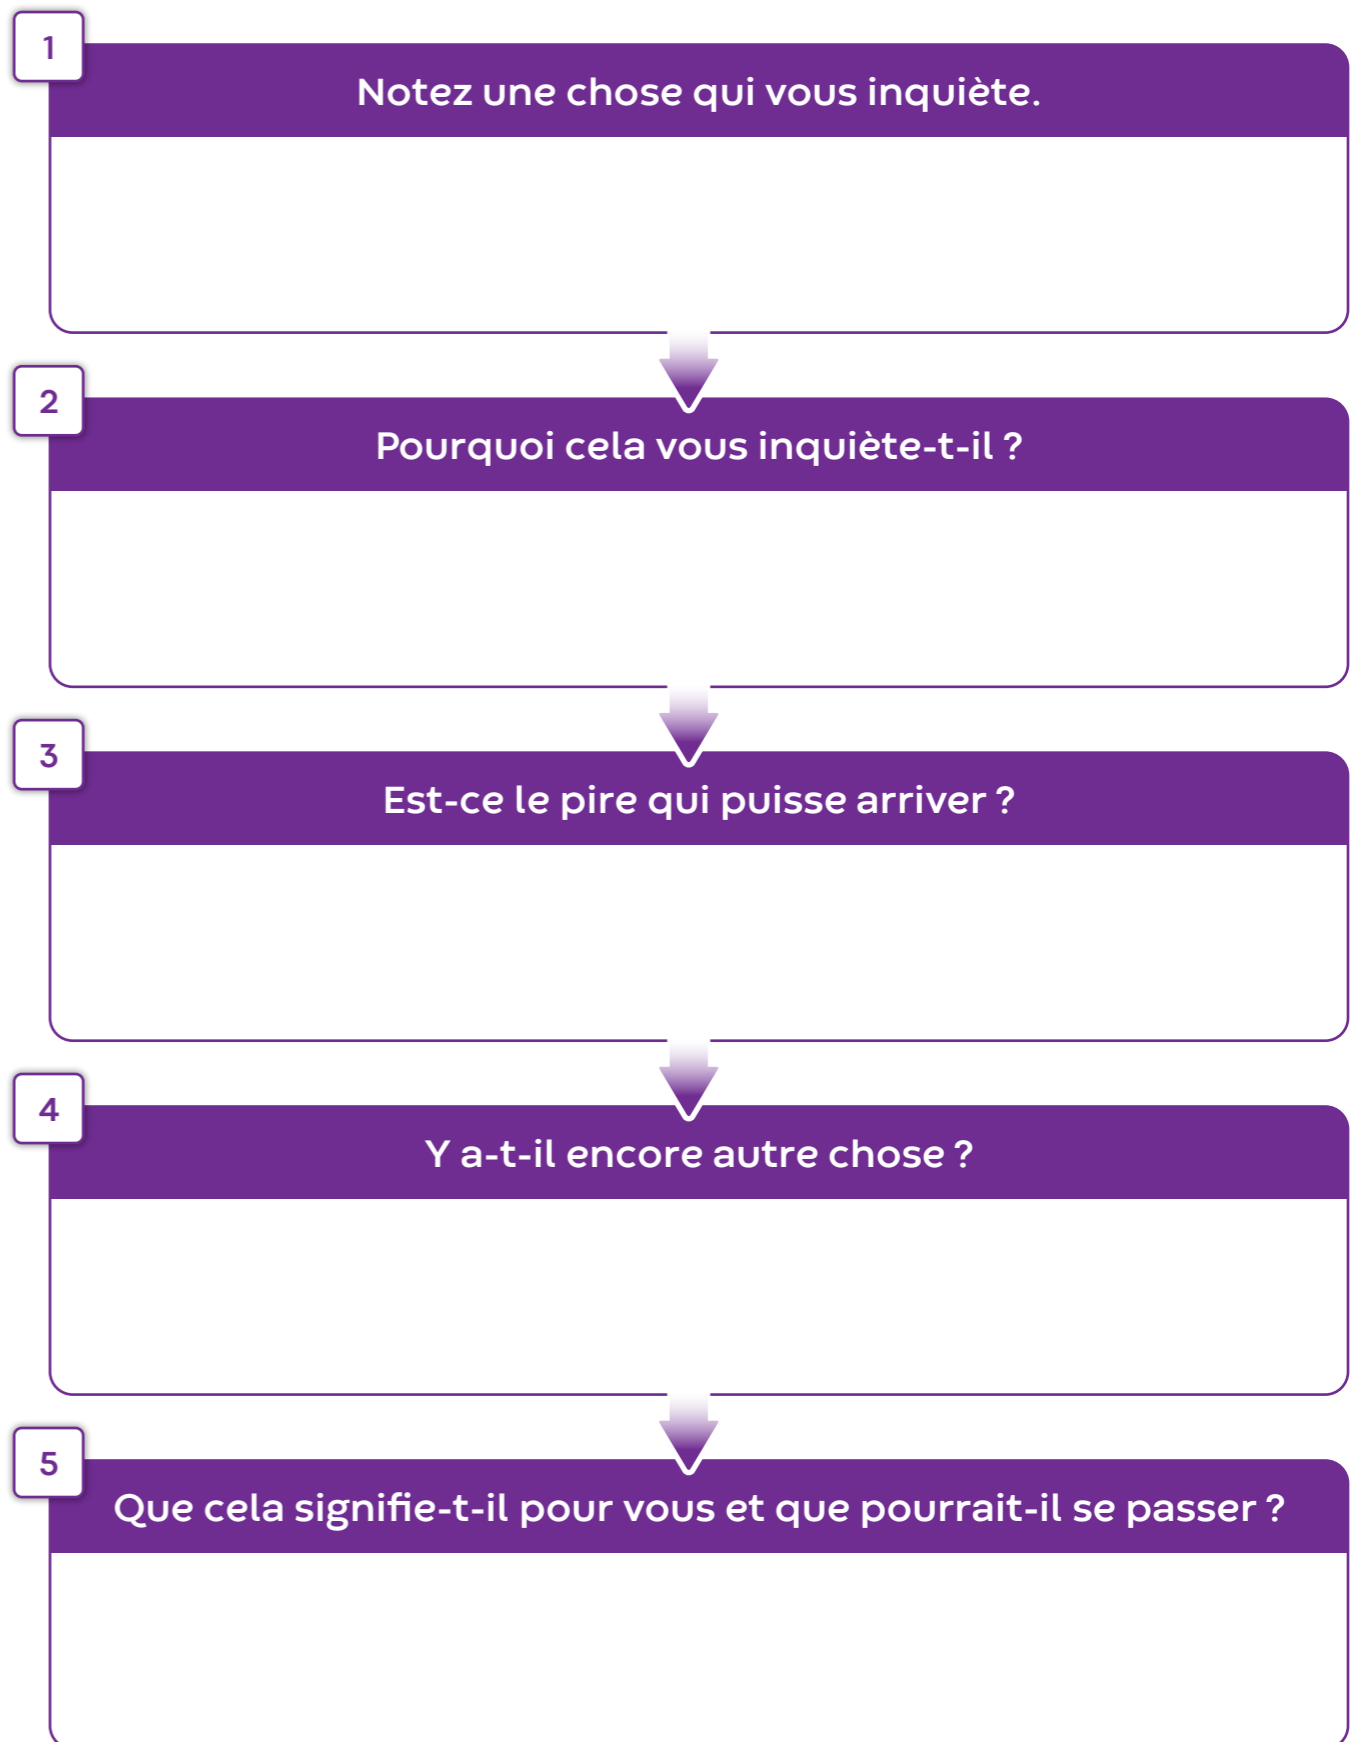 1
Notez une chose qui vous inquiète.
2
Pourquoi cela vous inquiète-t-il ?
3
Est-ce le pire qui puisse arriver ?
4
Y a-t-il encore autre chose ?
5
Que cela signifie-t-il pour vous et que pourrait-il se passer ?